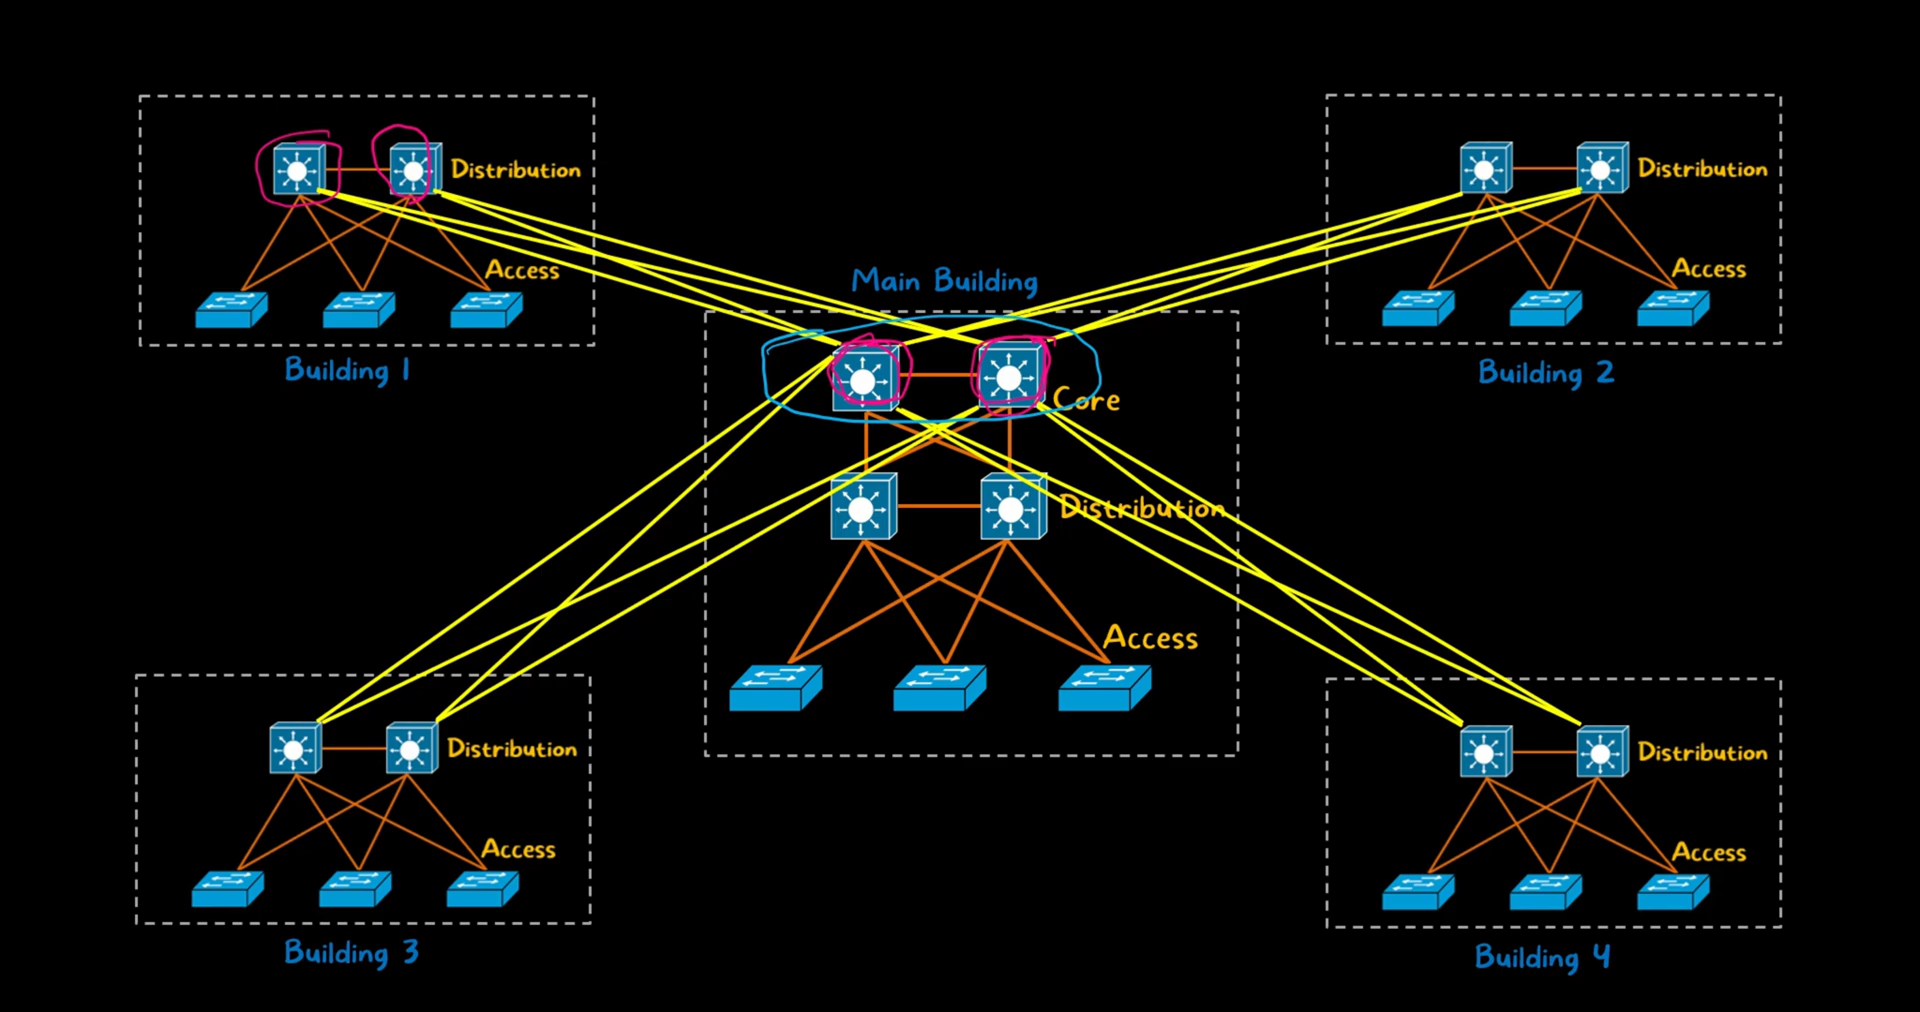 Distribution
Access
Building 1
Distribution
Access
Building 2
Main Building
Core
Distribution
Access
Distribution
Access
Building 3
Distribution
Access
Building 4